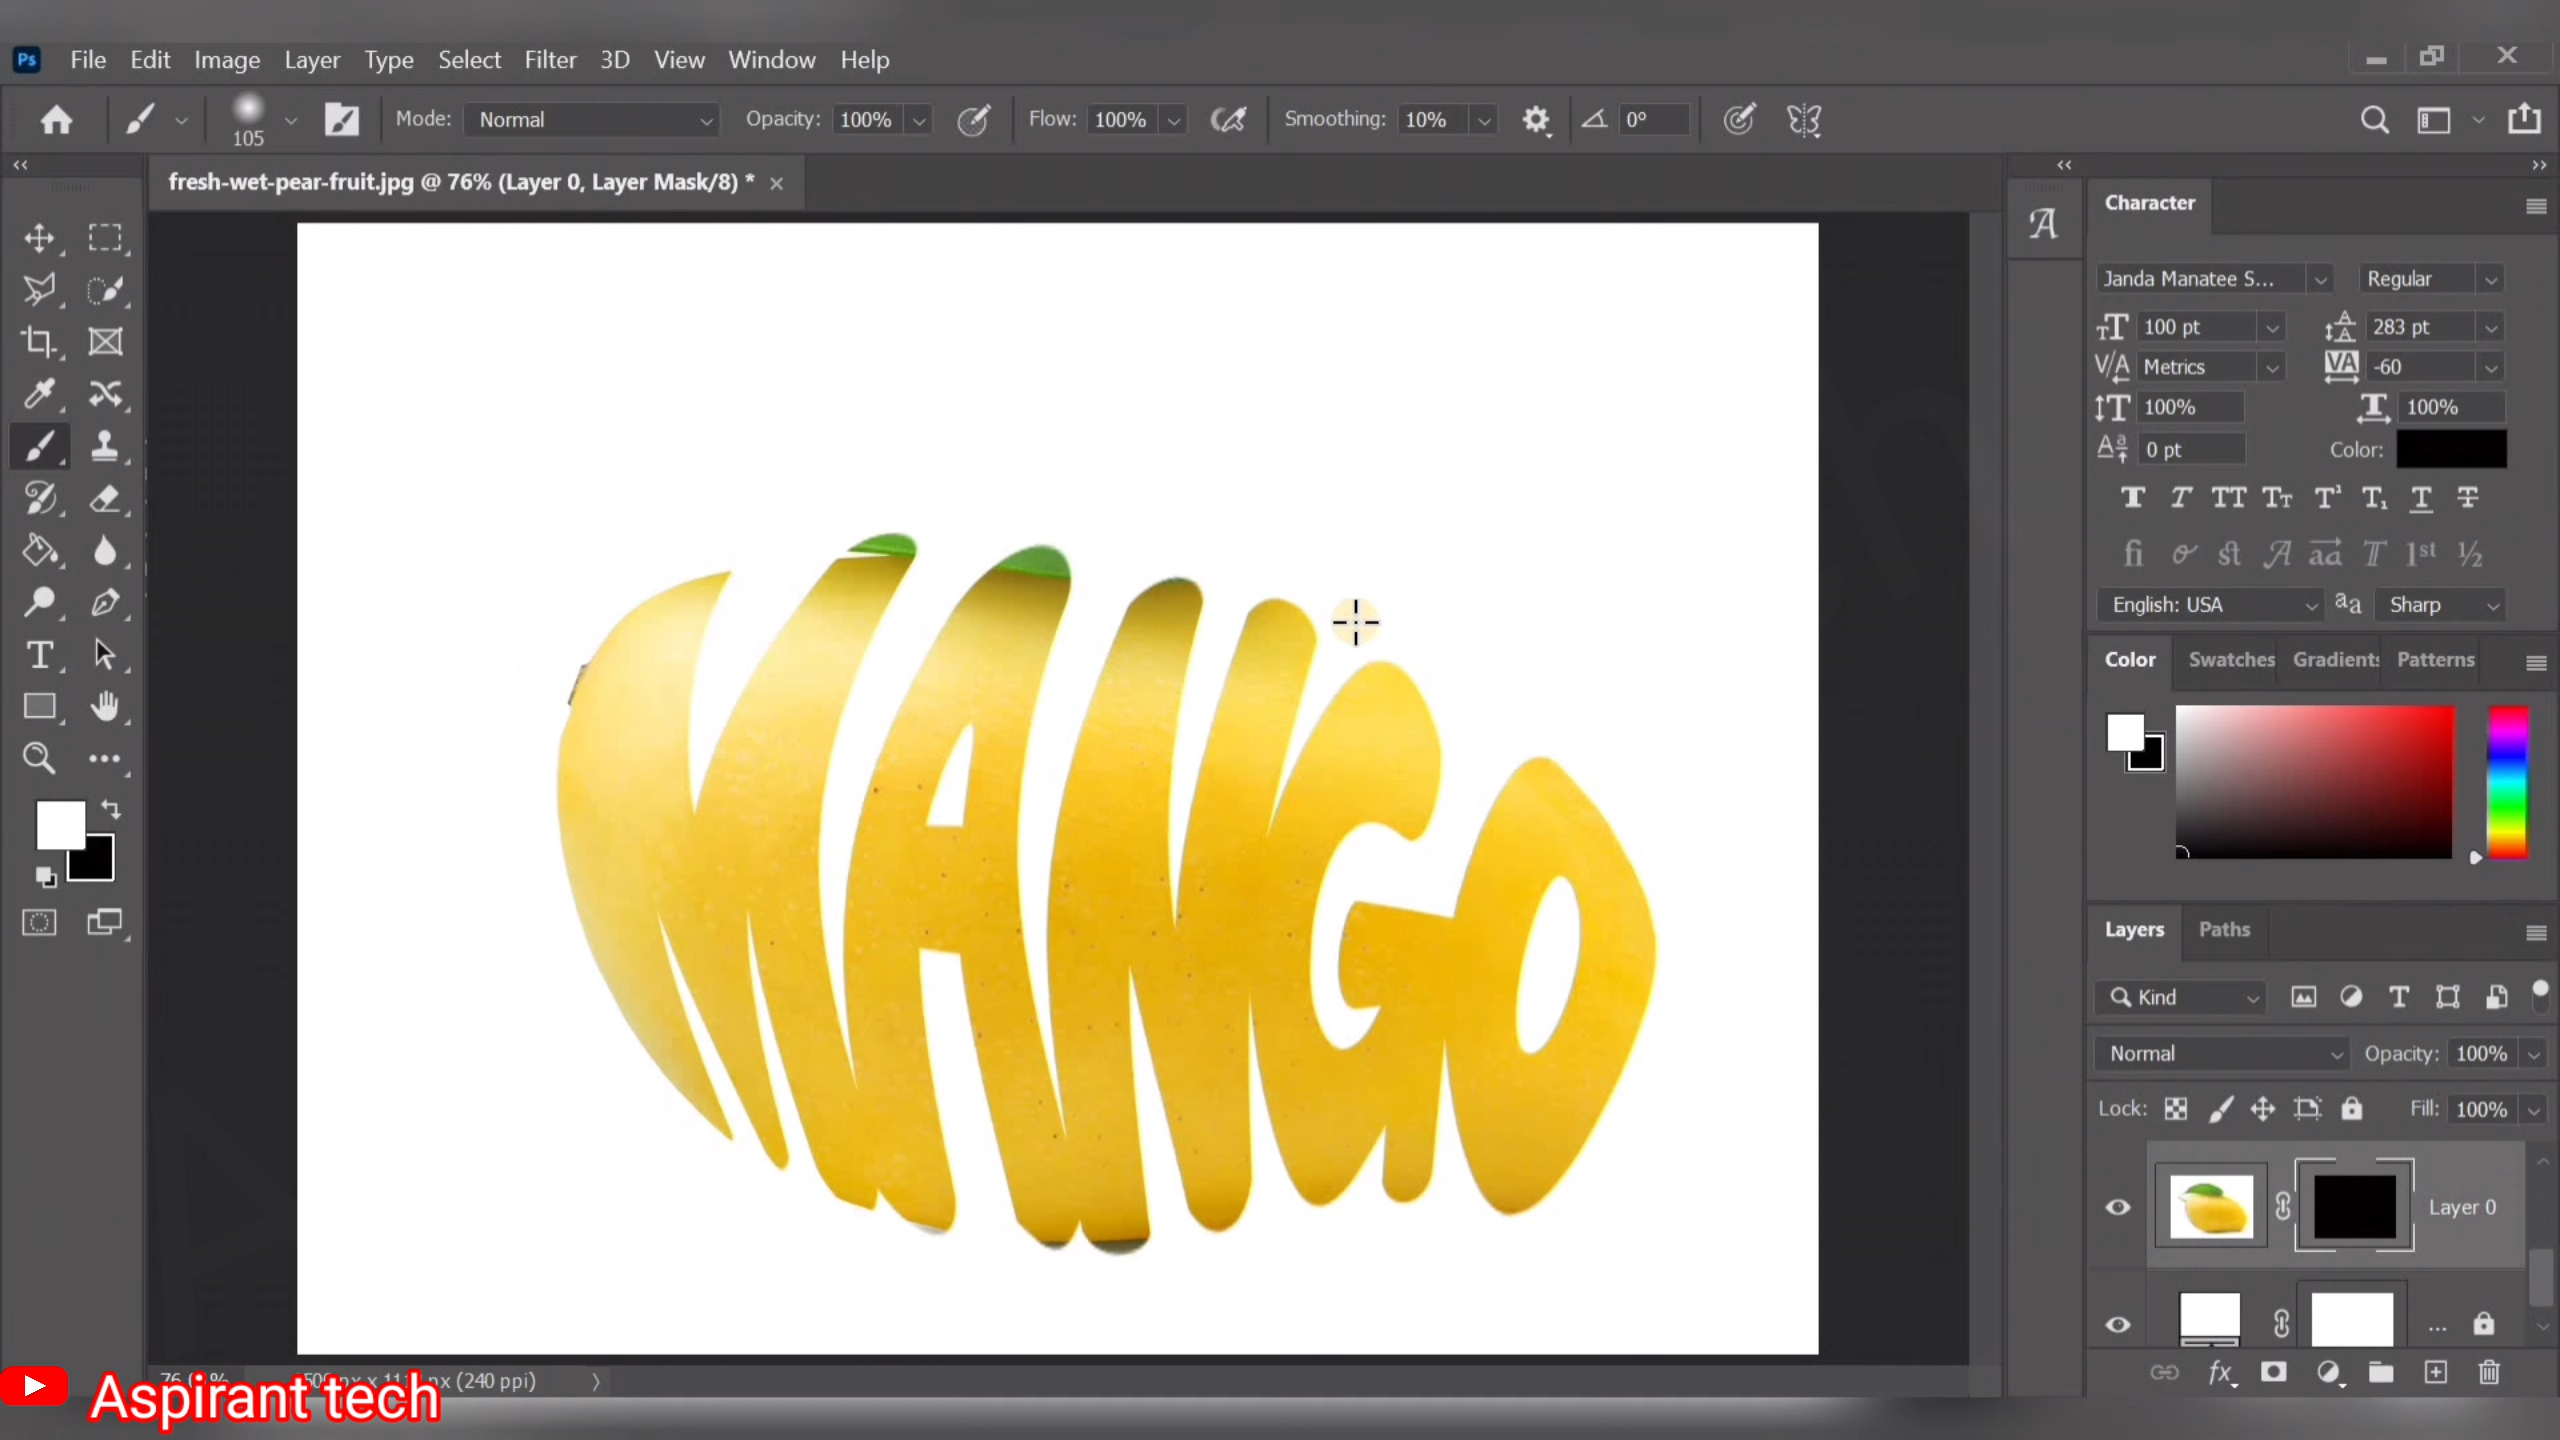 Ps File Edit Image Layer Type Select Filter 3D View Window Help
105 Mode: Normal Opacity: 100% Flow: 100% Smoothing: 10% 0°
fresh-wet-pear-fruit.jpg @ 76% (Layer 0, Layer Mask/8) *
Character
Janda Manatee S... Regular
100 pt 283 pt
Metrics -60
100% 100%
0 pt Color:
English: USA Sharp
Color Swatches Gradients Patterns
MANGO
Layers Paths
Kind
Normal Opacity: 100%
Lock: Fill: 100%
Layer 0
...
px (240 ppi)
Aspirant tech